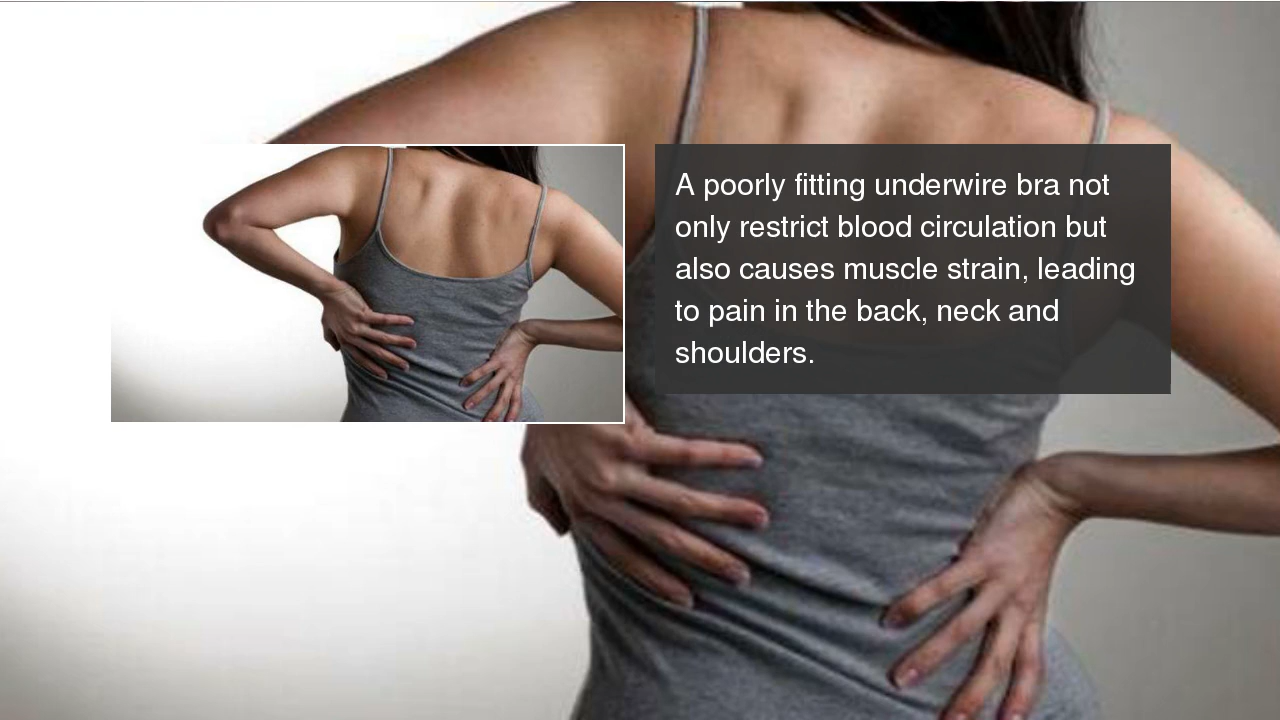 A poorly fitting underwire bra not
only restrict blood circulation but
also causes muscle strain, leading
to pain in the back, neck and
shoulders.